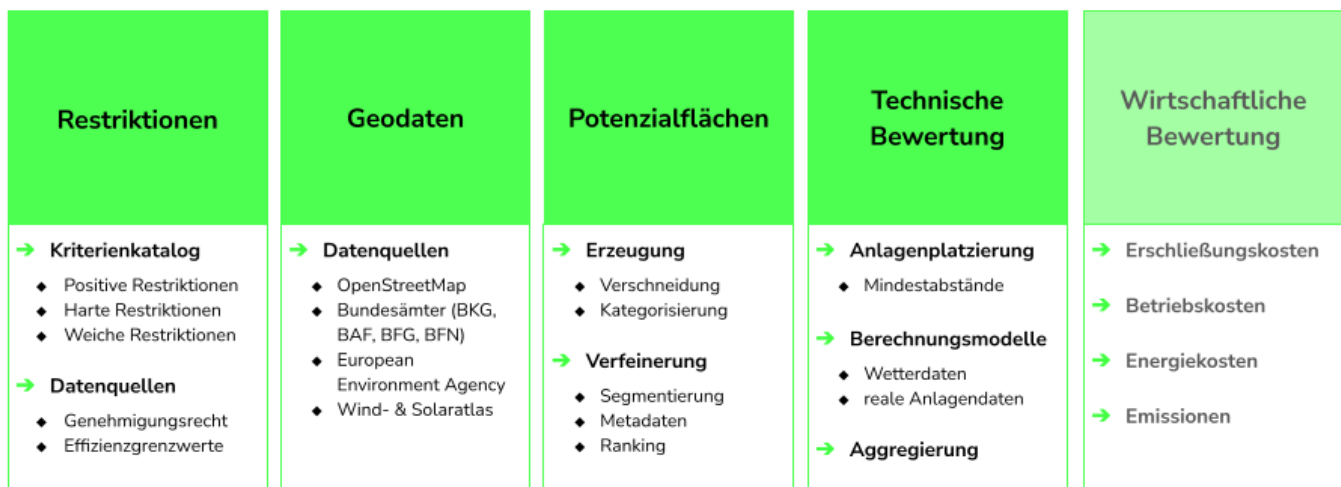 Restriktionen
➔ Kriterienkatalog
◆ Positive Restriktionen
◆ Harte Restriktionen
◆ Weiche Restriktionen
➔ Datenquellen
◆ Genehmigungsrecht
◆ Effizienzgrenzwerte
Geodaten
➔ Datenquellen
◆ OpenStreetMap
◆ Bundesämter (BKG,
BAF, BFG, BFN)
◆ European
Environment Agency
◆ Wind- & Solaratlas
Potenzialflächen
➔ Erzeugung
◆ Verschneidung
◆ Kategorisierung
➔ Verfeinerung
◆ Segmentierung
◆ Metadaten
◆ Ranking
Technische
Bewertung
➔ Anlagenplatzierung
◆ Mindestabstände
➔ Berechnungsmodelle
◆ Wetterdaten
◆ reale Anlagendaten
➔ Aggregierung
Wirtschaftliche
Bewertung
➔ Erschließungskosten
➔ Betriebskosten
➔ Energiekosten
➔ Emissionen